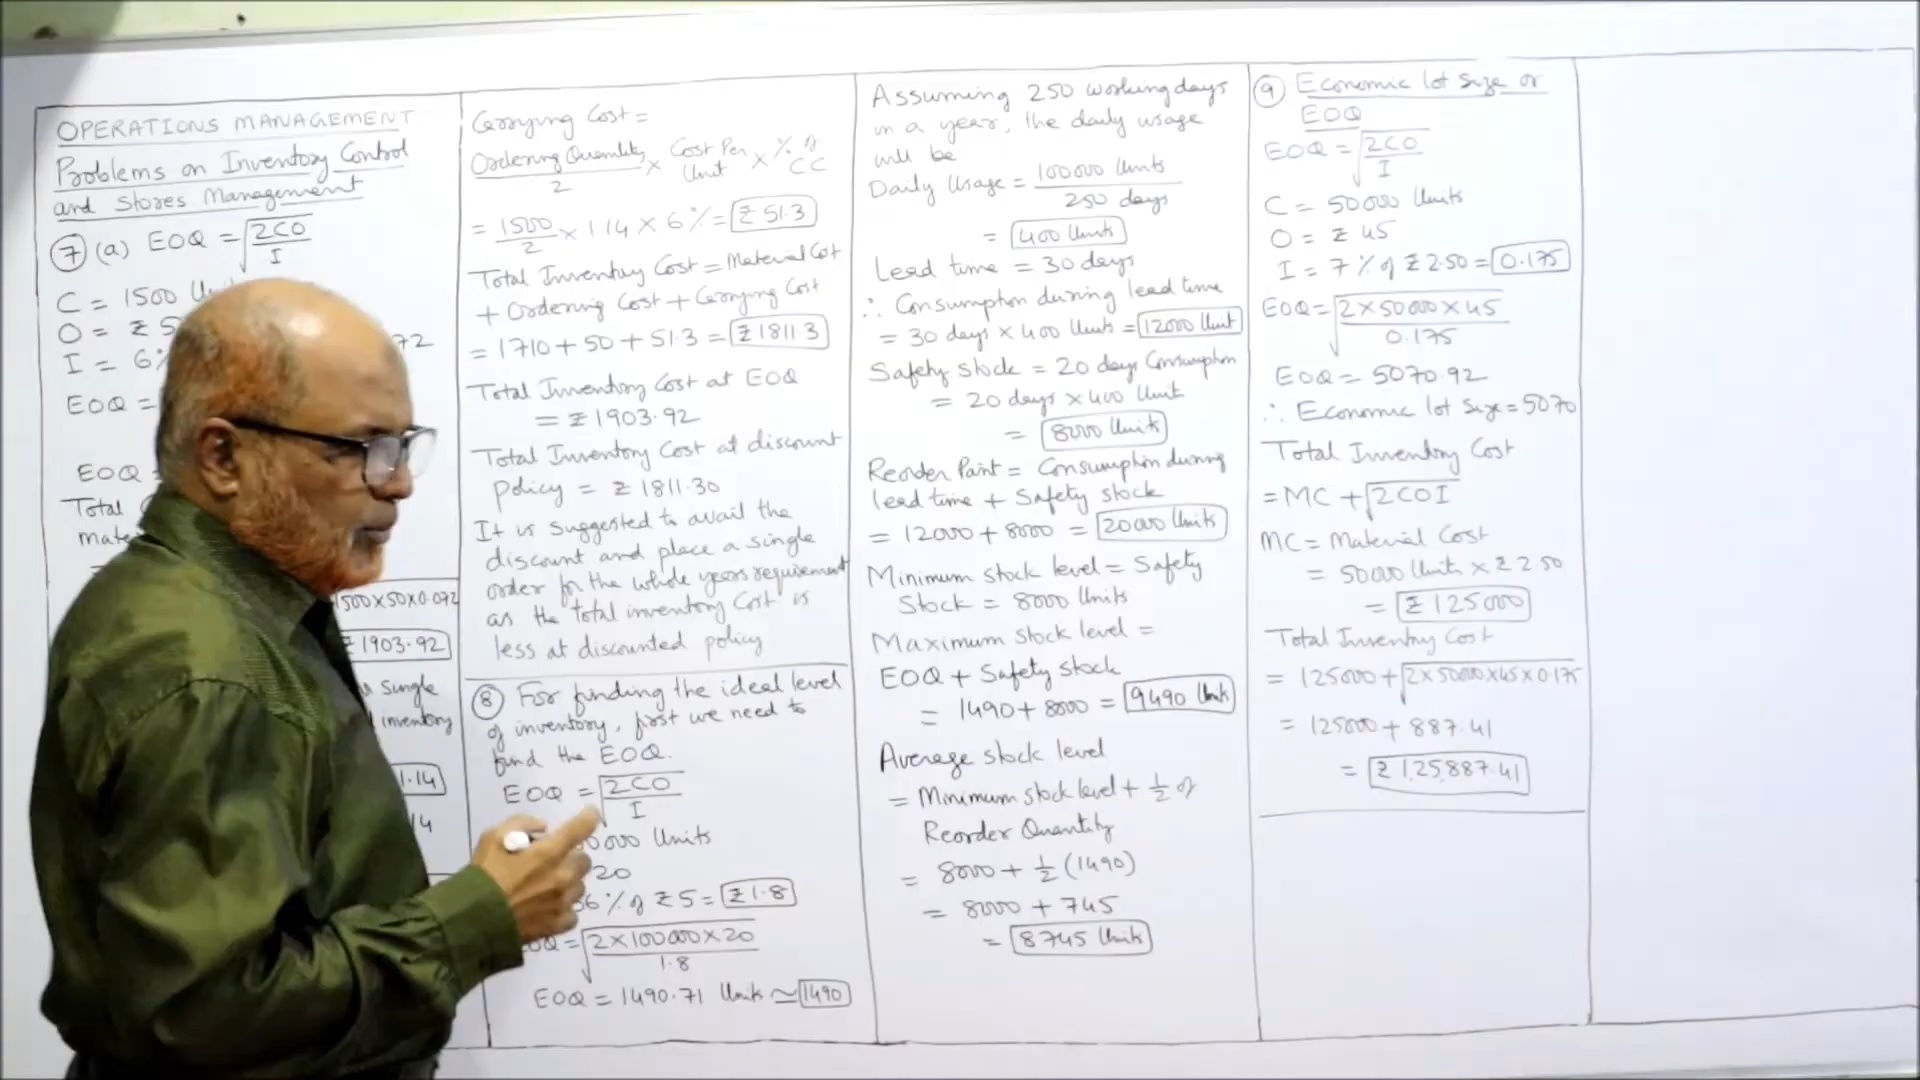 OPERATIONS MANAGEMENT
Problems on Inventory Control
and Stores Management
⑦ (a) EOQ = √2CO/I
C = 1500
O = ₹ 5
I = 6% 72
EOQ =
EOQ =
Total
mate
1500×50×0.072
₹1903.92
single
inventory
1.14
14
Carrying Cost =
Ordering Quantity/2 × Cost Per Unit × % of CC
= 1500/2 × 1.14 × 6% = ₹51.3
Total Inventory Cost = Material Cost
+ Ordering Cost + Carrying Cost
= 1710 + 50 + 51.3 = ₹1811.3
Total Inventory Cost at EOQ
= ₹1903.92
Total Inventory Cost at discount
policy = ₹1811.30
It is suggested to avail the
discount and place a single
order for the whole years requirement
as the total inventory cost is
less at discounted policy
⑧ For finding the ideal level
of inventory, first we need to
find the EOQ.
EOQ = √2CO/I
0000 Units
20
36% of ₹5 = ₹1.8
EOQ = √2×100000×20/1.8
EOQ = 1490.71 Units ≃ 1490
Assuming 250 working days
in a year, the daily usage
will be
Daily Usage = 100000 Units/250 days
= 400 Units
Lead time = 30 days
∴ Consumption during lead time
= 30 days × 400 Units = 12000 Unit
Safety stock = 20 days Consumption
= 20 days × 400 Unit
= 8000 Units
Reorder Point = Consumption during
lead time + Safety stock
= 12000 + 8000 = 20000 Units
Minimum stock level = Safety
Stock = 8000 Units
Maximum stock level =
EOQ + Safety stock
= 1490 + 8000 = 9490 Units
Average stock level
= Minimum stock level + ½ of
Reorder Quantity
= 8000 + ½ (1490)
= 8000 + 745
= 8745 Units
⑨ Economic lot size or
EOQ
EOQ = √2CO/I
C = 50000 Units
O = ₹45
I = 7% of ₹2.50 = 0.175
EOQ = √2×50000×45/0.175
EOQ = 5070.92
∴ Economic lot size = 5070
Total Inventory Cost
= MC + √2COI
MC = Material Cost
= 50000 Units × ₹2.50
= ₹125000
Total Inventory Cost
= 125000 + √2×50000×45×0.175
= 125000 + 887.41
= ₹1,25,887.41